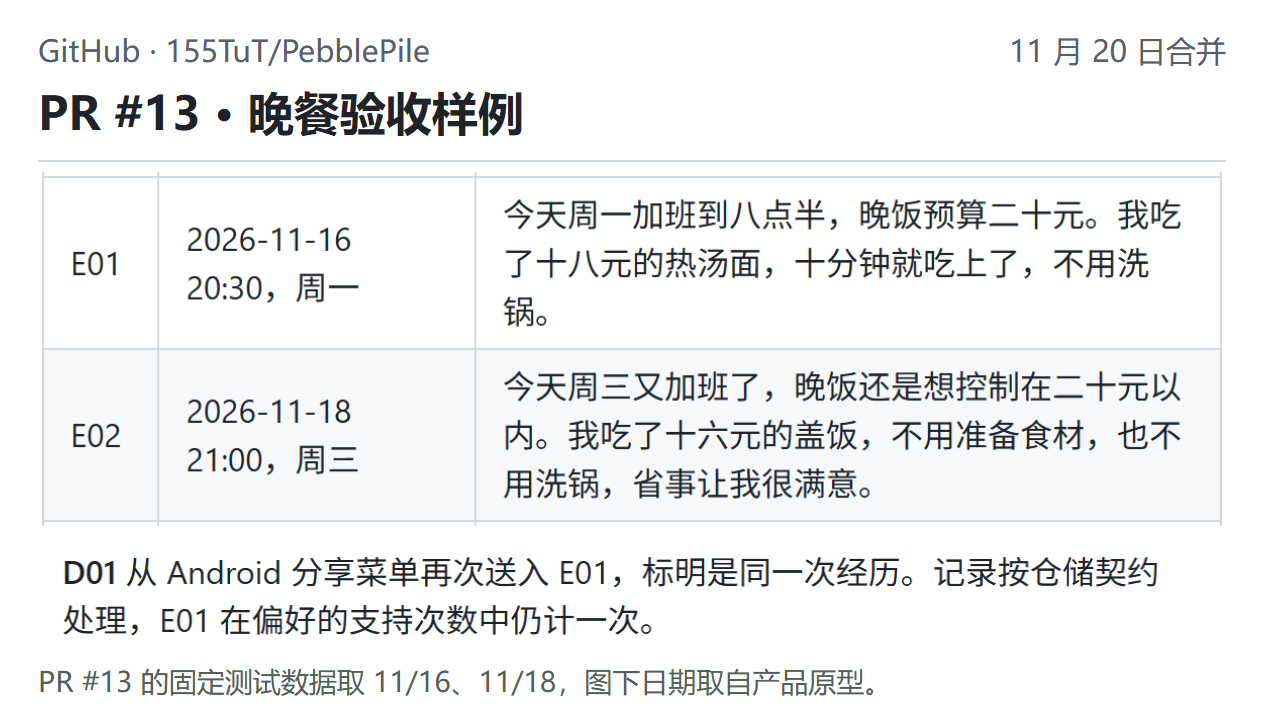 GitHub · 155TuT/PebblePile
11 月 20 日合并
PR #13 • 晚餐验收样例
E01
2026-11-16
20:30，周一
今天周一加班到八点半，晚饭预算二十元。我吃
了十八元的热汤面，十分钟就吃上了，不用洗
锅。
E02
2026-11-18
21:00，周三
今天周三又加班了，晚饭还是想控制在二十元以
内。我吃了十六元的盖饭，不用准备食材，也不
用洗锅，省事让我很满意。
D01 从 Android 分享菜单再次送入 E01，标明是同一次经历。记录按仓储契约
处理，E01 在偏好的支持次数中仍计一次。
PR #13 的固定测试数据取 11/16、11/18，图下日期取自产品原型。